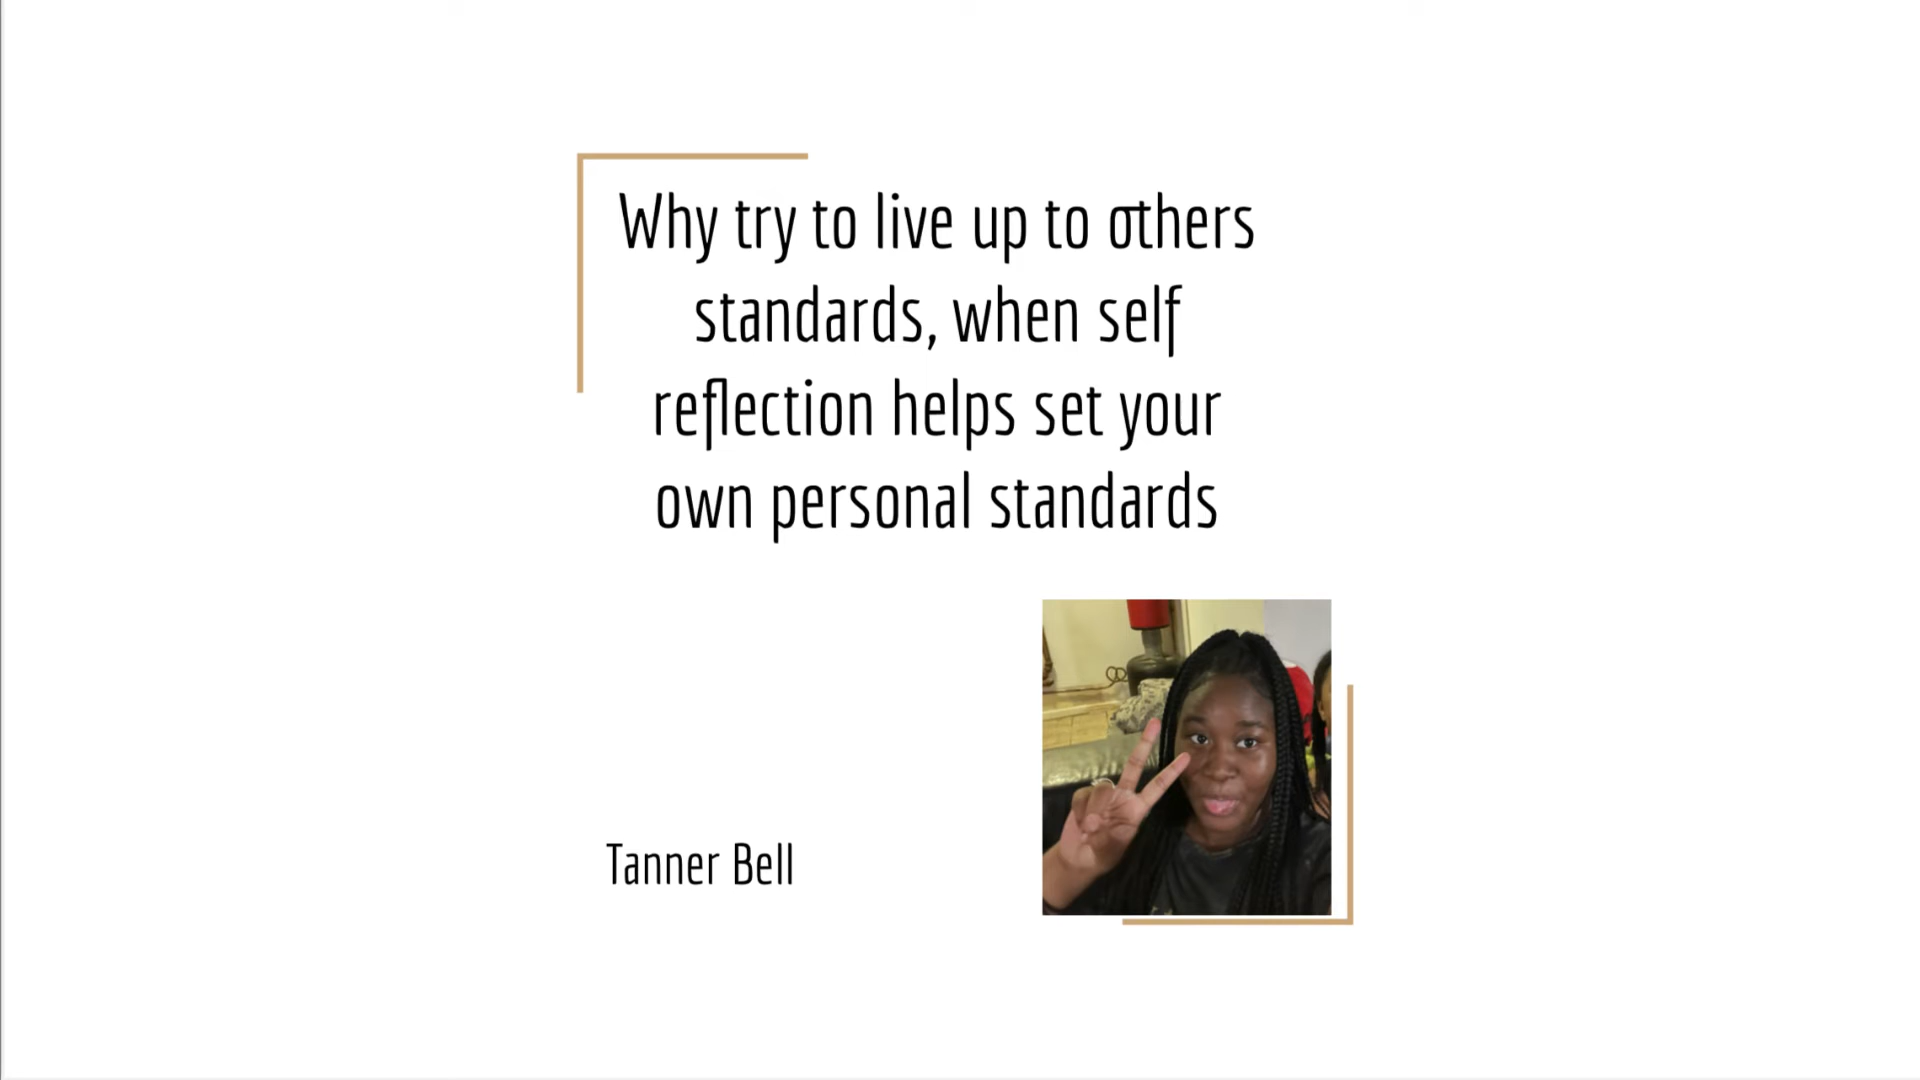 Why try to live up to others
standards, when self
reflection helps set your
own personal standards
Tanner Bell